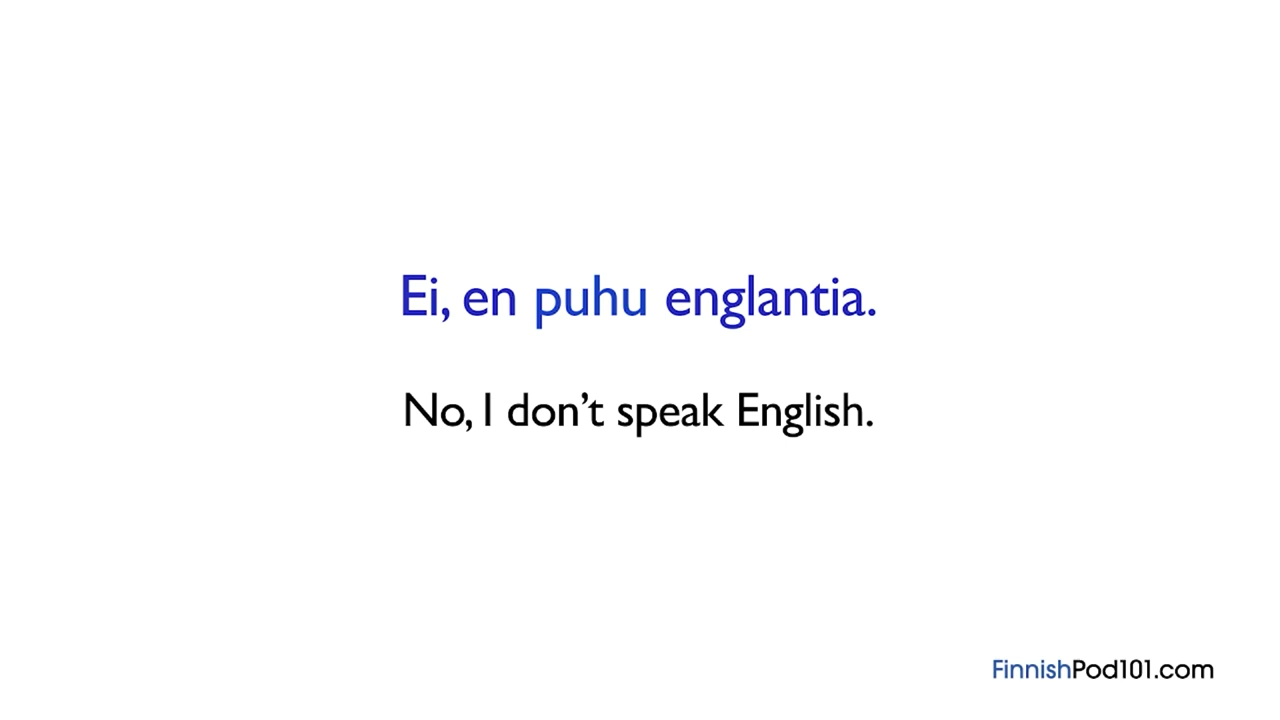 Ei, en puhu englantia.
No, I don’t speak English.
FinnishPod101.com